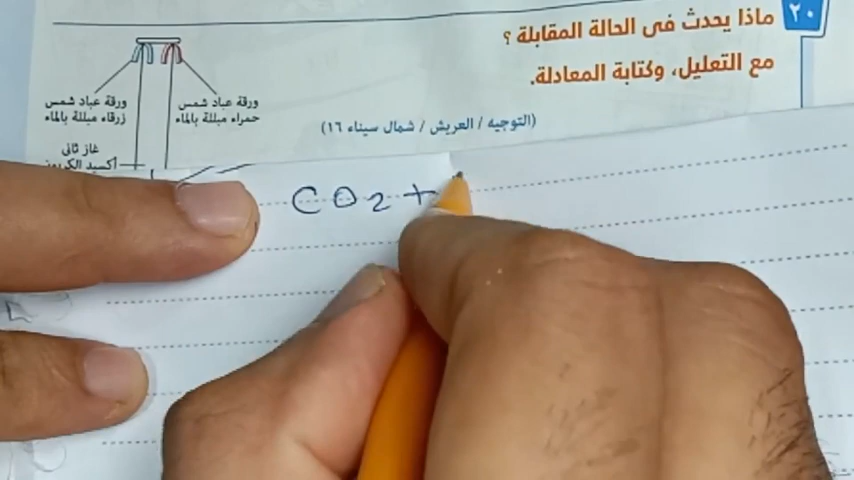 ٢٠ ماذا يحدث فى الحالة المقابلة ؟
مع التعليل، وكتابة المعادلة.
(التوجيه / العريش / شمال سيناء ١٦)
ورقة عباد شمس
زرقاء مبللة بالماء
ورقة عباد شمس
حمراء مبللة بالماء
غاز ثانى
أكسيد الكربون
CO2 +